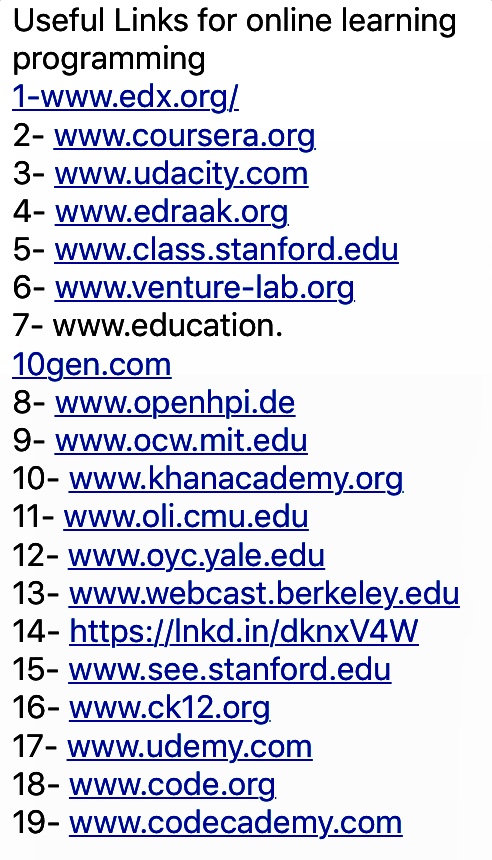 Useful Links for online learning
programming
1-www.edx.org/
2- www.coursera.org
3- www.udacity.com
4- www.edraak.org
5- www.class.stanford.edu
6- www.venture-lab.org
7- www.education.
10gen.com
8- www.openhpi.de
9- www.ocw.mit.edu
10- www.khanacademy.org
11- www.oli.cmu.edu
12- www.oyc.yale.edu
13- www.webcast.berkeley.edu
14- https://lnkd.in/dknxV4W
15- www.see.stanford.edu
16- www.ck12.org
17- www.udemy.com
18- www.code.org
19- www.codecademy.com